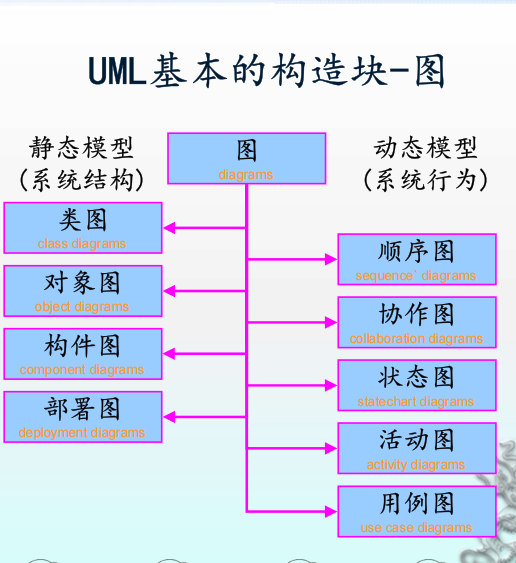 UML基本的构造块-图
静态模型
(系统结构)
图
diagrams
动态模型
(系统行为)
类图
class diagrams
对象图
object diagrams
构件图
component diagrams
部署图
deployment diagrams
顺序图
sequence` diagrams
协作图
collaboration diagrams
状态图
statechart diagrams
活动图
activity diagrams
用例图
use case diagrams